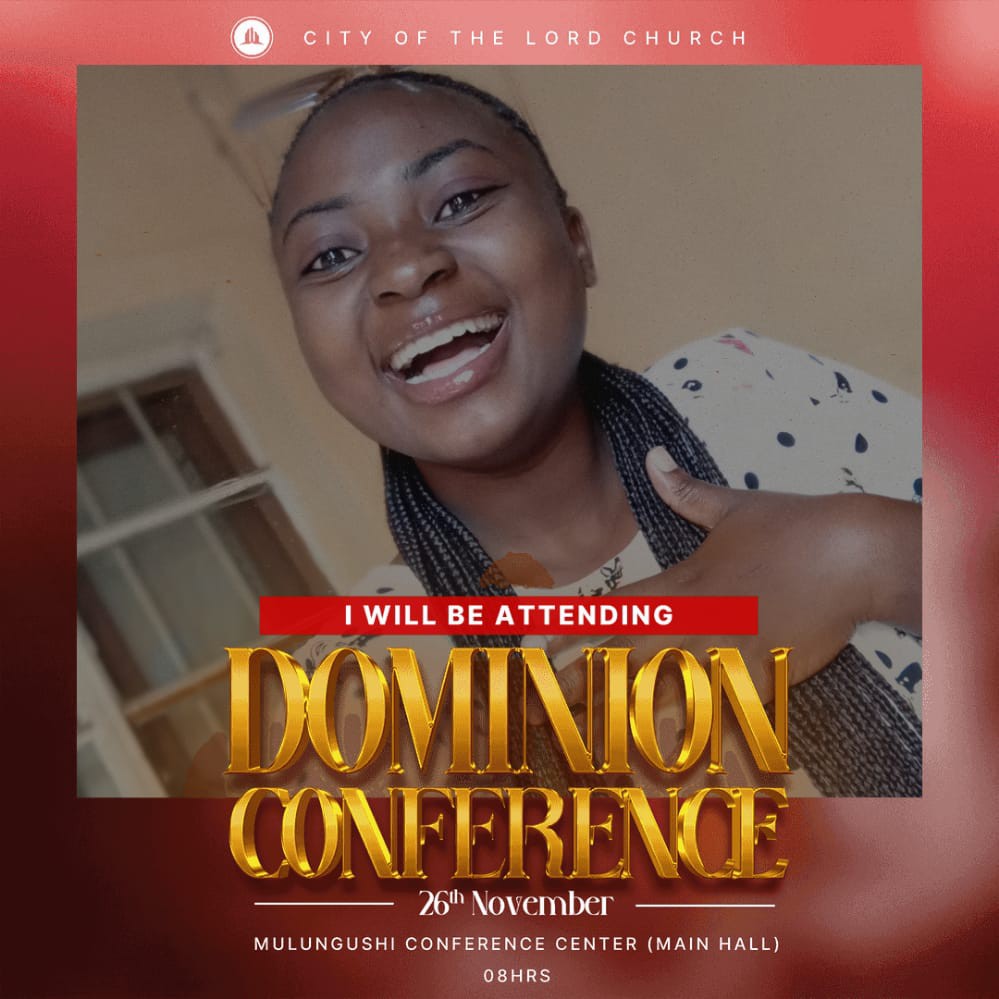 CITY OF THE LORD CHURCH
I WILL BE ATTENDING
DOMINION
CONFERENCE
26th November
MULUNGUSHI CONFERENCE CENTER (MAIN HALL)
08HRS